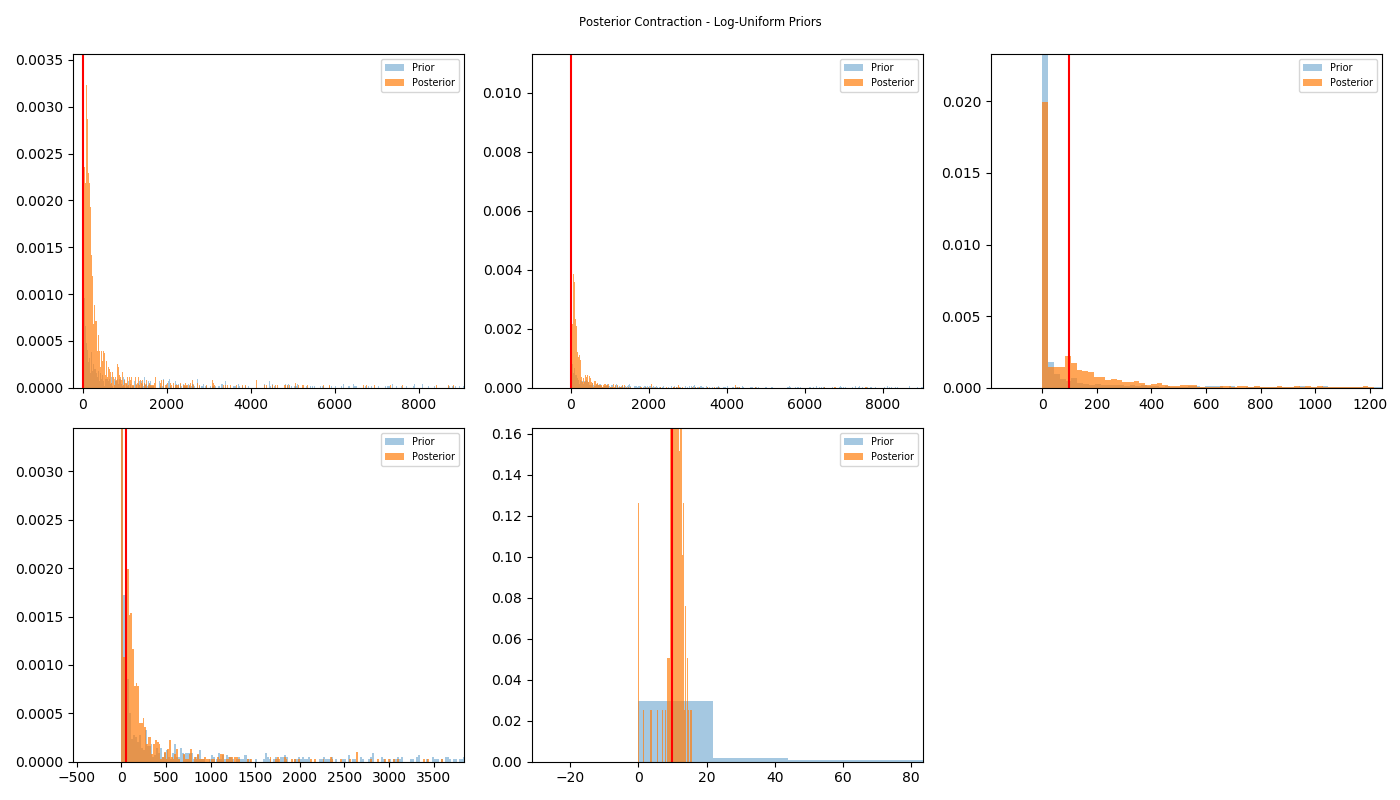 Posterior Contraction - Log-Uniform Priors
0.0035
0.0030
0.0025
0.0020
0.0015
0.0010
0.0005
0.0000
0 2000 4000 6000 8000
Prior
Posterior
0.010
0.008
0.006
0.004
0.002
0.000
0 2000 4000 6000 8000
Prior
Posterior
0.020
0.015
0.010
0.005
0.000
0 200 400 600 800 1000 1200
Prior
Posterior
0.0030
0.0025
0.0020
0.0015
0.0010
0.0005
0.0000
−500 0 500 1000 1500 2000 2500 3000 3500
Prior
Posterior
0.16
0.14
0.12
0.10
0.08
0.06
0.04
0.02
0.00
−20 0 20 40 60 80
Prior
Posterior